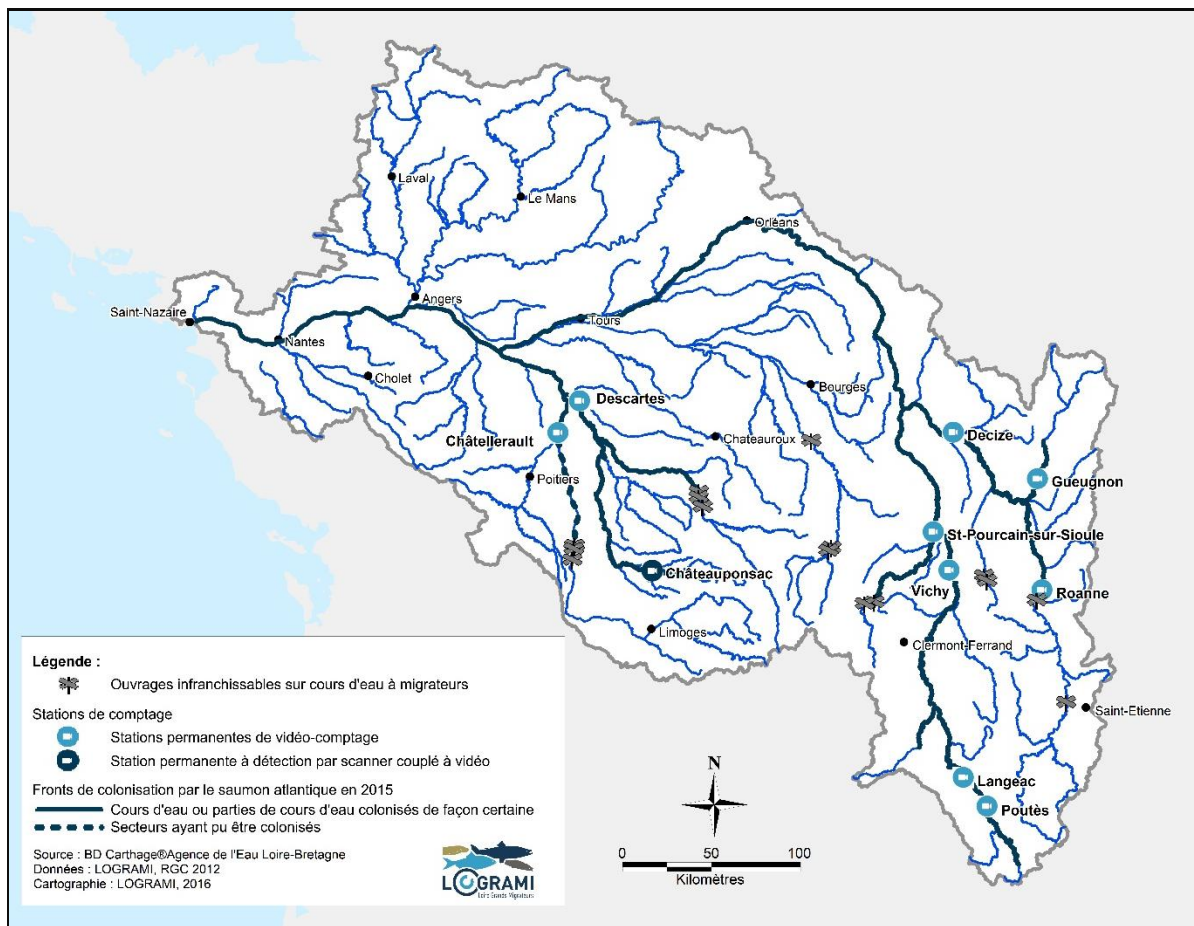 Laval
Le Mans
Orléans
Angers
Saint-Nazaire
Tours
Nantes
Cholet
Bourges
Descartes
Châtellerault
Chateauroux
Decize
Poitiers
Gueugnon
St-Pourcain-sur-Sioule
Châteauponsac
Vichy
Roanne
Limoges
Clermont-Ferrand
Saint-Etienne
Langeac
Poutès
Légende :
Ouvrages infranchissables sur cours d'eau à migrateurs
Stations de comptage
Stations permanentes de vidéo-comptage
Station permanente à détection par scanner couplé à vidéo
Fronts de colonisation par le saumon atlantique en 2015
Cours d'eau ou parties de cours d'eau colonisés de façon certaine
Secteurs ayant pu être colonisés
Source : BD Carthage®Agence de l'Eau Loire-Bretagne
Données : LOGRAMI, RGC 2012
Cartographie : LOGRAMI, 2016
LOGRAMI
Loire Grands Migrateurs
N
0 50 100
Kilomètres